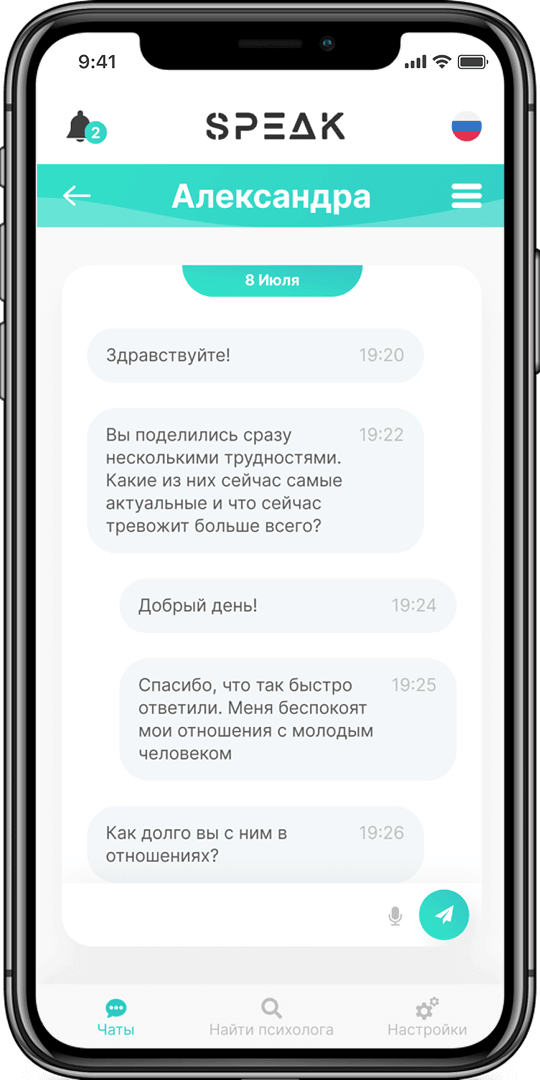 9:41
2
SPEAK
Александра
8 Июля
Здравствуйте! 19:20
Вы поделились сразу 19:22
несколькими трудностями.
Какие из них сейчас самые
актуальные и что сейчас
тревожит больше всего?
Добрый день! 19:24
Спасибо, что так быстро 19:25
ответили. Меня беспокоят
мои отношения с молодым
человеком
Как долго вы с ним в 19:26
отношениях?
Чаты Найти психолога Настройки